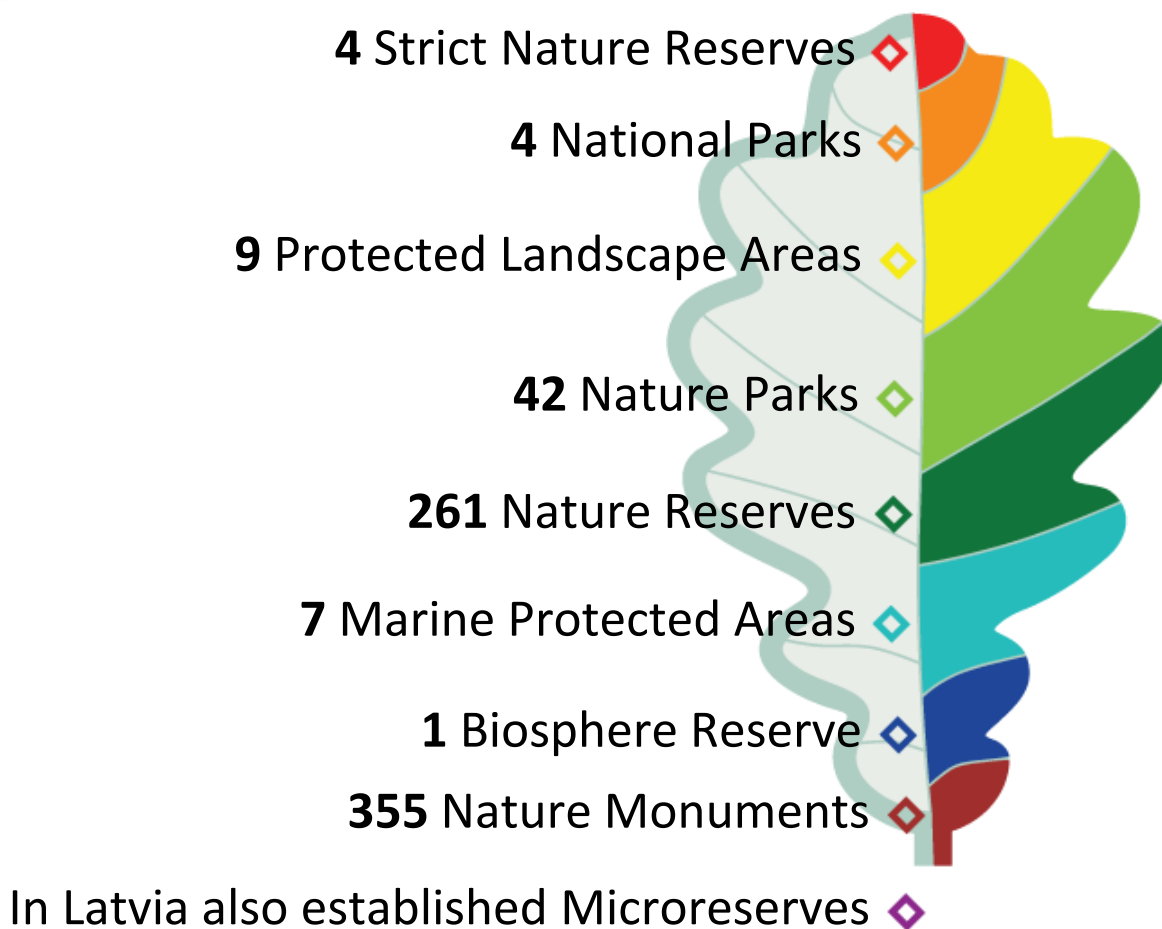 4 Strict Nature Reserves
4 National Parks
9 Protected Landscape Areas
42 Nature Parks
261 Nature Reserves
7 Marine Protected Areas
1 Biosphere Reserve
355 Nature Monuments
In Latvia also established Microreserves